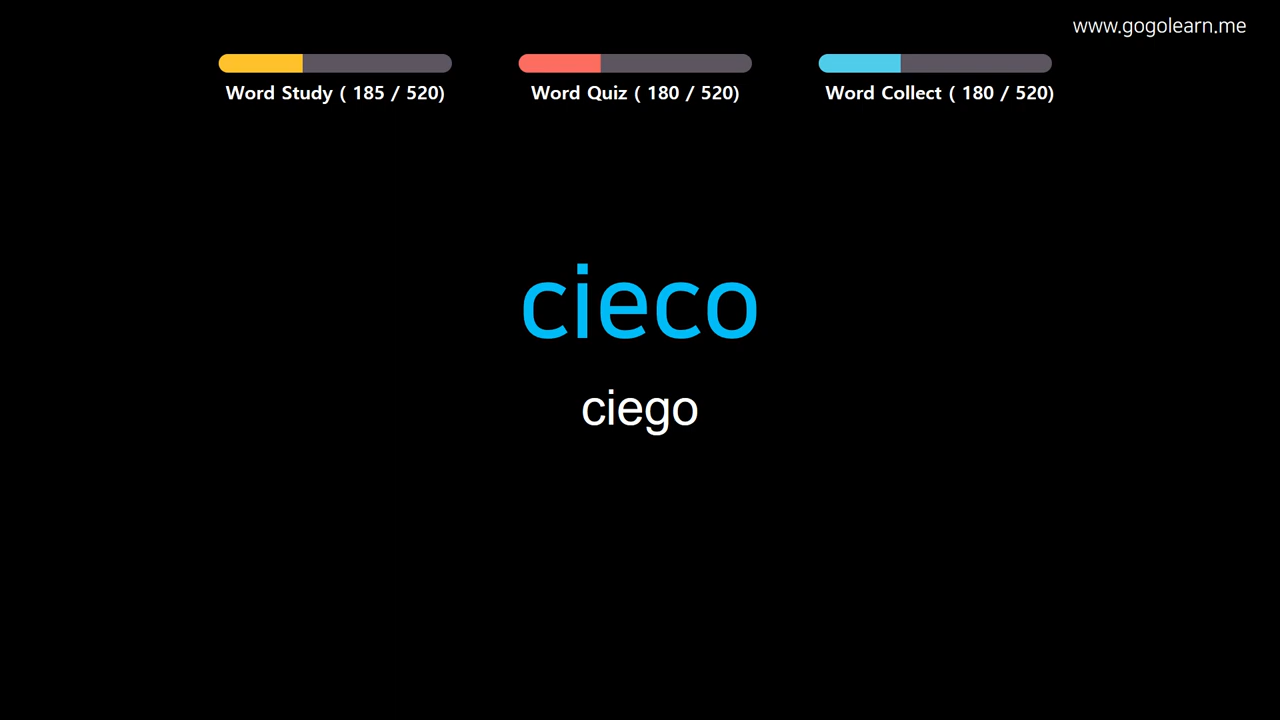 www.gogolearn.me
Word Study ( 185 / 520)
Word Quiz ( 180 / 520)
Word Collect ( 180 / 520)
cieco
ciego